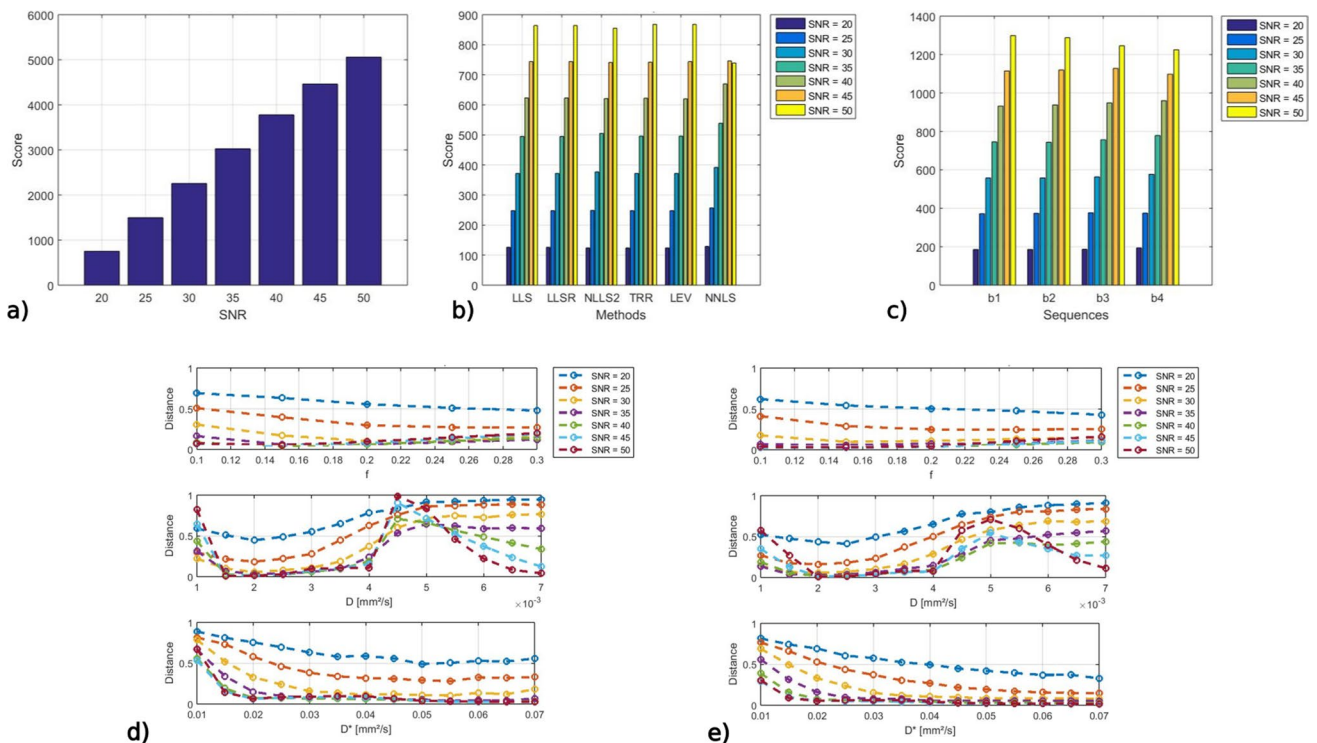 6000
5000
4000
3000
2000
1000
0
Score
20 25 30 35 40 45 50
SNR
a)
900
800
700
600
500
400
300
200
100
0
Score
LLS LLSR NLLS2 TRR LEV NNLS
Methods
b)
SNR = 20
SNR = 25
SNR = 30
SNR = 35
SNR = 40
SNR = 45
SNR = 50
1400
1200
1000
800
600
400
200
0
Score
b1 b2 b3 b4
Sequences
c)
SNR = 20
SNR = 25
SNR = 30
SNR = 35
SNR = 40
SNR = 45
SNR = 50
1
0.5
0
Distance
0.1 0.12 0.14 0.16 0.18 0.2 0.22 0.24 0.26 0.28 0.3
f
SNR = 20
SNR = 25
SNR = 30
SNR = 35
SNR = 40
SNR = 45
SNR = 50
1
0.5
0
Distance
1 2 3 4 5 6 7
D [mm²/s]
×10⁻³
1
0.5
0
Distance
0.01 0.02 0.03 0.04 0.05 0.06 0.07
D* [mm²/s]
d)
1
0.5
0
Distance
0.1 0.12 0.14 0.16 0.18 0.2 0.22 0.24 0.26 0.28 0.3
f
SNR = 20
SNR = 25
SNR = 30
SNR = 35
SNR = 40
SNR = 45
SNR = 50
1
0.5
0
Distance
1 2 3 4 5 6 7
D [mm²/s]
×10⁻³
1
0.5
0
Distance
0.01 0.02 0.03 0.04 0.05 0.06 0.07
D* [mm²/s]
e)